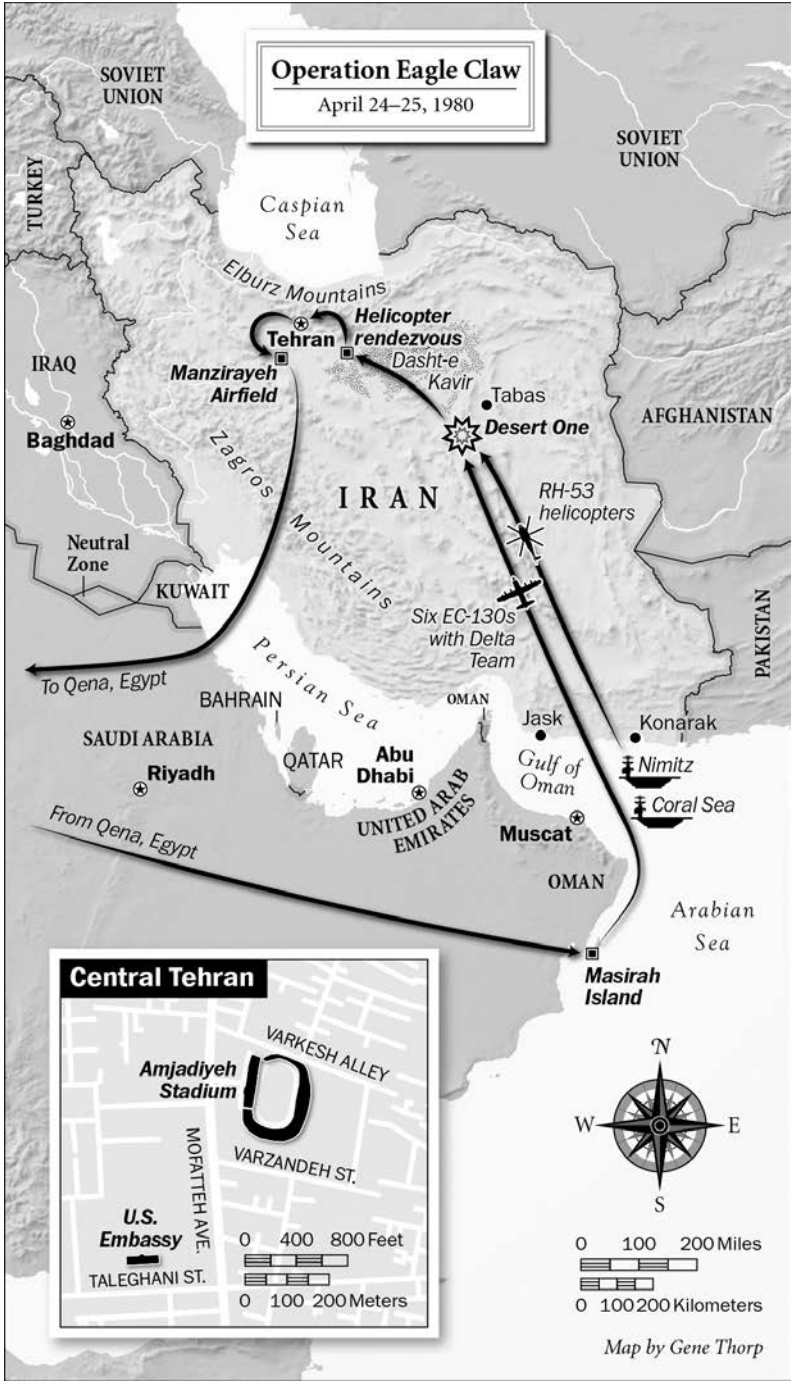 Operation Eagle Claw
April 24–25, 1980
SOVIET
UNION
SOVIET
UNION
TURKEY
Caspian
Sea
Elburz Mountains
Tehran
Helicopter
rendezvous
Dasht-e
Kavir
Manzirayeh
Airfield
IRAQ
Baghdad
Tabas
Desert One
AFGHANISTAN
Zagros Mountains
IRAN
RH-53
helicopters
Neutral
Zone
KUWAIT
Six EC-130s
with Delta
Team
PAKISTAN
To Qena, Egypt
Persian Sea
BAHRAIN
OMAN
Jask
Konarak
SAUDI ARABIA
QATAR
Abu
Dhabi
Gulf of
Oman
Nimitz
Riyadh
UNITED ARAB
EMIRATES
Coral Sea
From Qena, Egypt
Muscat
OMAN
Arabian
Sea
Masirah
Island
Central Tehran
VARKESH ALLEY
Amjadiyeh
Stadium
MOFATTEH AVE.
VARZANDEH ST.
U.S.
Embassy
TALEGHANI ST.
0 400 800 Feet
0 100 200 Meters
N
W E
S
0 100 200 Miles
0 100 200 Kilometers
Map by Gene Thorp